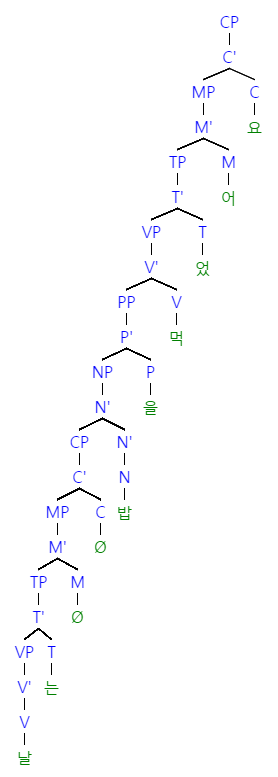 CP
C'
MP C
M' 요
TP M
T' 어
VP T
V' 었
PP V
P' 먹
NP P
N' 을
CP N'
C' N
MP C 밥
M' Ø
TP M
T' Ø
VP T
V' 는
V
날